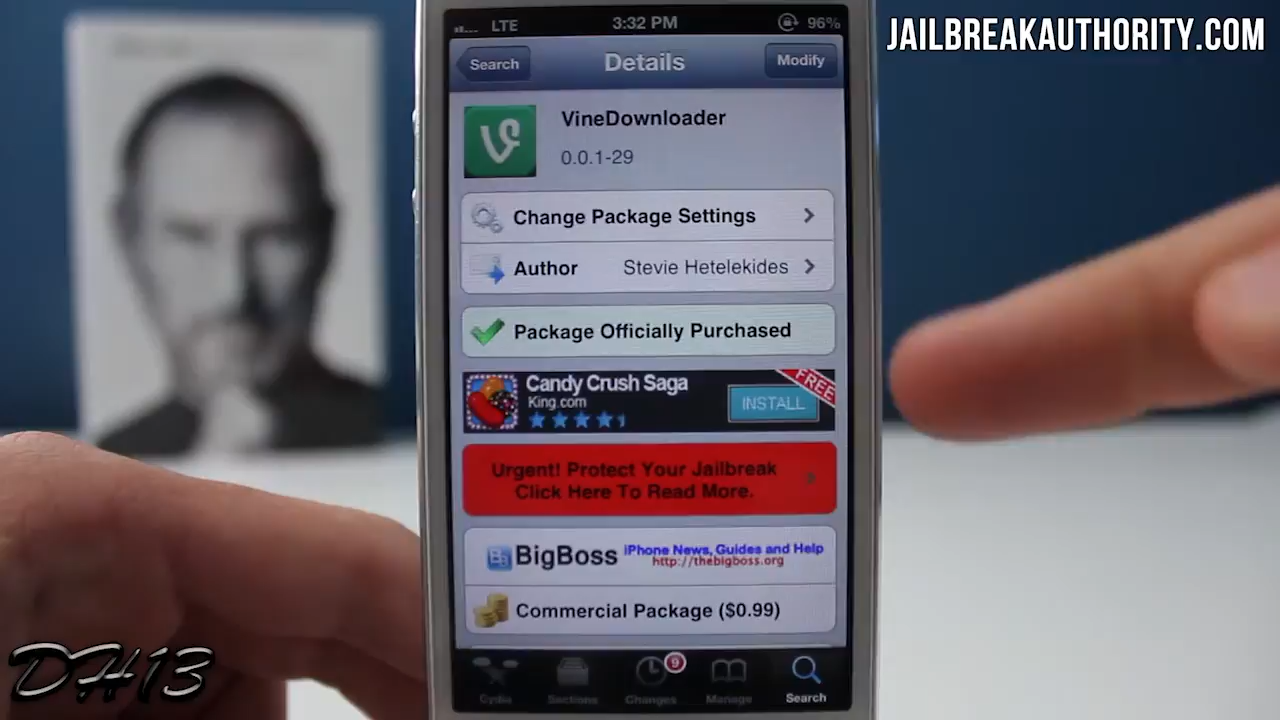 JAILBREAKAUTHORITY.COM
LTE 3:32 PM 96%
Search Details Modify
VineDownloader
0.0.1-29
Change Package Settings
Author Stevie Hetelekides
Package Officially Purchased
Candy Crush Saga
King.com
FREE
INSTALL
Urgent! Protect Your Jailbreak
Click Here To Read More.
BigBoss
iPhone News, Guides and Help
http://thebigboss.org
Commercial Package ($0.99)
9
Cydia Sections Changes Manage Search
DH13